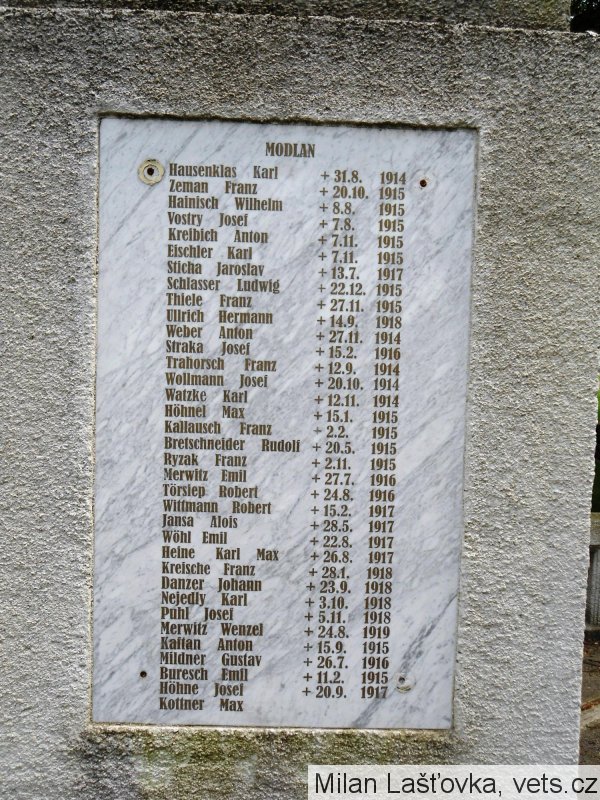 MODLAN
Hausenklas Karl + 31.8. 1914
Zeman Franz + 20.10. 1915
Hainisch Wilhelm + 8.8. 1915
Vostry Josef + 7.8. 1915
Kreibich Anton + 7.11. 1915
Eischler Karl + 7.11. 1915
Sticha Jaroslav + 13.7. 1917
Schlasser Ludwig + 22.12. 1915
Thiele Franz + 27.11. 1915
Ullrich Hermann + 14.9. 1918
Weber Anton + 27.11. 1914
Straka Josef + 15.2. 1916
Trahorsch Franz + 12.9. 1914
Wollmann Josef + 20.10. 1914
Watzke Karl + 12.11. 1914
Höhnel Max + 15.1. 1915
Kallausch Franz + 2.2. 1915
Bretschneider Rudolf + 20.5. 1915
Ryzak Franz + 2.11. 1915
Merwitz Emil + 27.7. 1916
Törsiep Robert + 24.8. 1916
Wittmann Robert + 15.2. 1917
Jansa Alois + 28.5. 1917
Wöhl Emil + 22.8. 1917
Heine Karl Max + 26.8. 1917
Kreische Franz + 28.1. 1918
Danzer Johann + 23.9. 1918
Nejedly Karl + 3.10. 1918
Puhl Josef + 5.11. 1918
Merwitz Wenzel + 24.8. 1919
Kaftan Anton + 15.9. 1915
Mildner Gustav + 26.7. 1916
Buresch Emil + 11.2. 1915
Höhne Josef + 20.9. 1917
Kottner Max
Milan Lašťovka, vets.cz